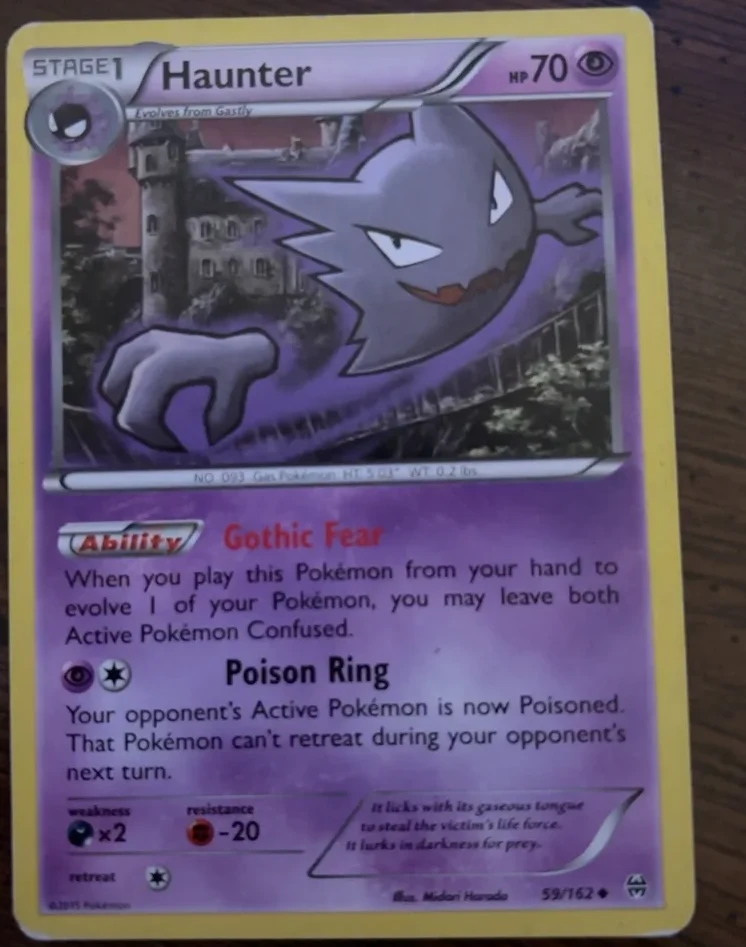 STAGE1 Haunter HP70
Evolves from Gastly
NO. 093 Gas Pokémon HT: 5'03" WT: 0.2 lbs.
Ability Gothic Fear
When you play this Pokémon from your hand to
evolve 1 of your Pokémon, you may leave both
Active Pokémon Confused.
Poison Ring
Your opponent's Active Pokémon is now Poisoned.
That Pokémon can't retreat during your opponent's
next turn.
weakness resistance
x2 -20
It licks with its gaseous tongue
to steal the victim's life force.
It lurks in darkness for prey.
retreat
©2015 Pokémon Illus. Midori Harada 59/162